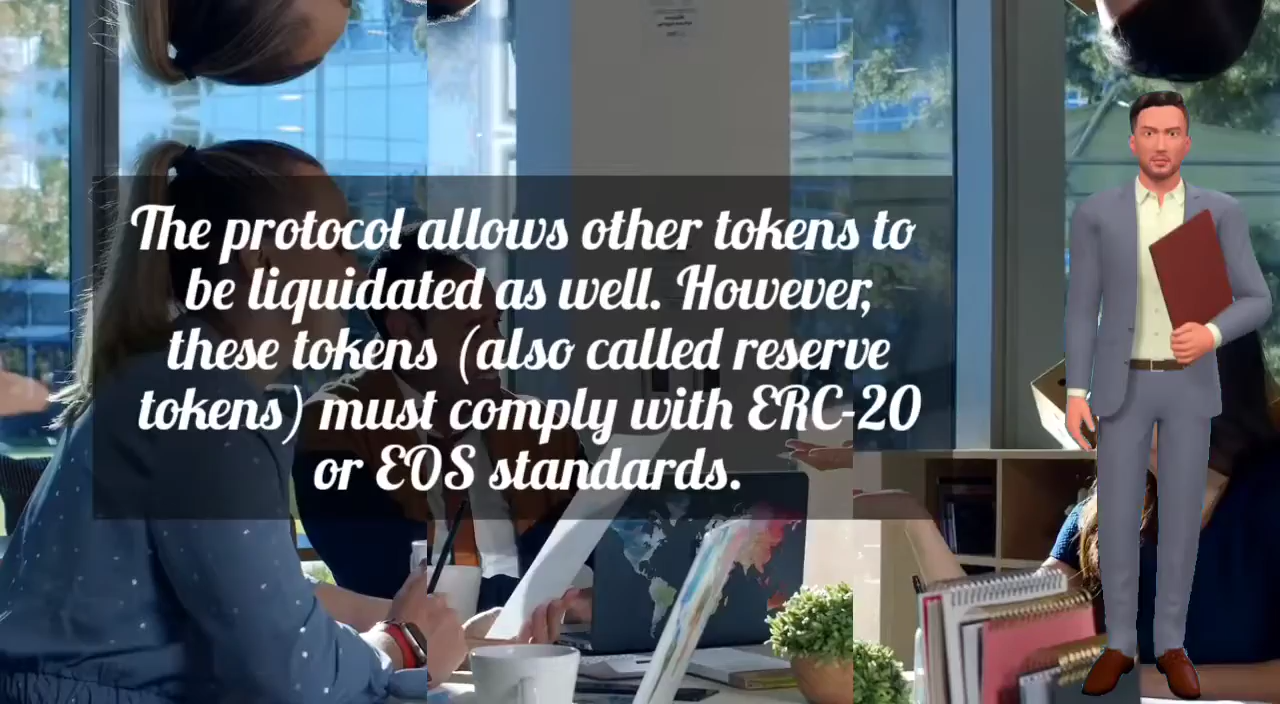 The protocol allows other tokens to
be liquidated as well. However,
these tokens (also called reserve
tokens) must comply with ERC-20
or EOS standards.